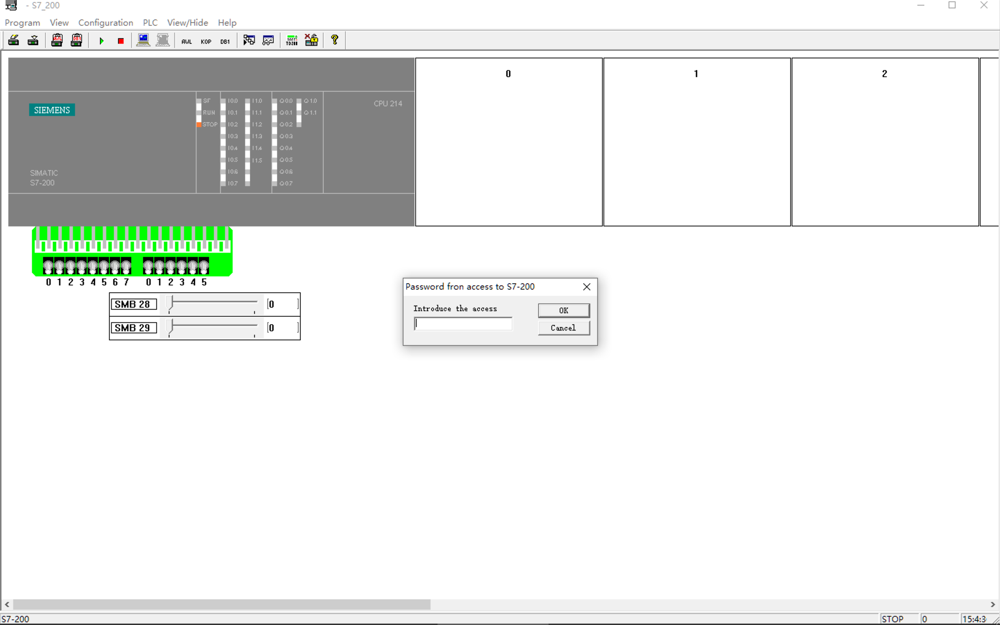 - S7_200
Program View Configuration PLC View/Hide Help
AWL DB1 AWL KOP DB1 TD200 ?
0 1 2
SIEMENS
SF I0.0 I1.0 Q0.0 Q1.0 CPU 214
RUN I0.1 I1.1 Q0.1 Q1.1
STOP I0.2 I1.2 Q0.2
I0.3 I1.3 Q0.3
I0.4 I1.4 Q0.4
I0.5 I1.5 Q0.5
SIMATIC I0.6 Q0.6
S7-200 I0.7 Q0.7
0 1 2 3 4 5 6 7 0 1 2 3 4 5
SMB 28 [0 ]
SMB 29 [0 ]
Password fron access to S7-200
Introduce the access
OK
Cancel
S7-200 STOP 0 15:4:3